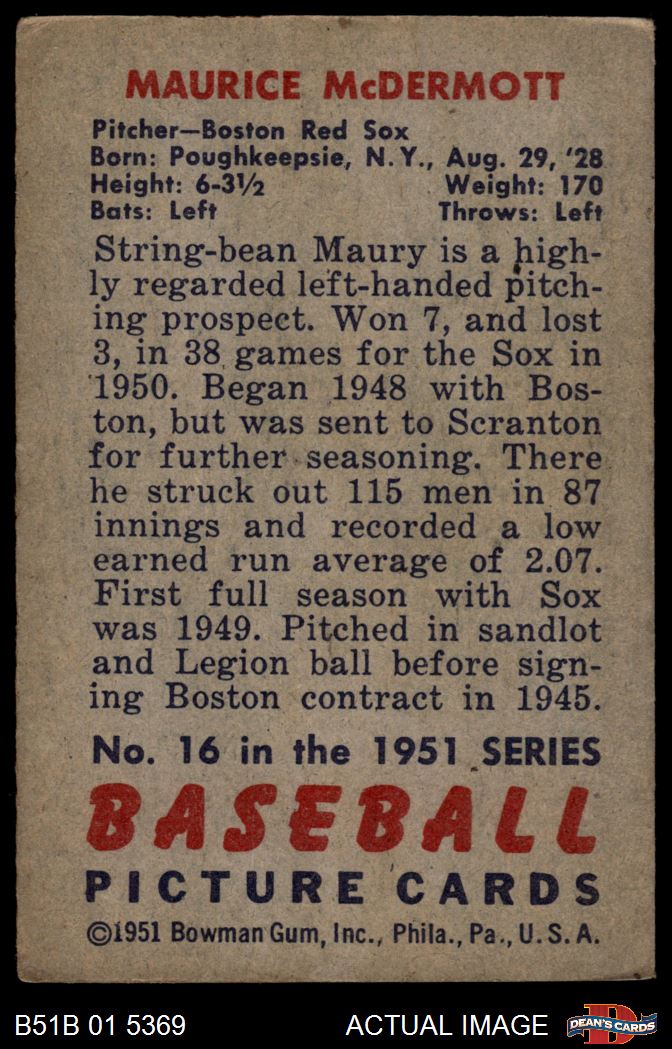 MAURICE McDERMOTT
Pitcher—Boston Red Sox
Born: Poughkeepsie, N.Y., Aug. 29, '28
Height: 6-3½ Weight: 170
Bats: Left Throws: Left
String-bean Maury is a high-
ly regarded left-handed pitch-
ing prospect. Won 7, and lost
3, in 38 games for the Sox in
1950. Began 1948 with Bos-
ton, but was sent to Scranton
for further seasoning. There
he struck out 115 men in 87
innings and recorded a low
earned run average of 2.07.
First full season with Sox
was 1949. Pitched in sandlot
and Legion ball before sign-
ing Boston contract in 1945.
No. 16 in the 1951 SERIES
BASEBALL
PICTURE CARDS
©1951 Bowman Gum, Inc., Phila., Pa., U.S.A.
B51B 01 5369 ACTUAL IMAGE D DEAN'S CARDS